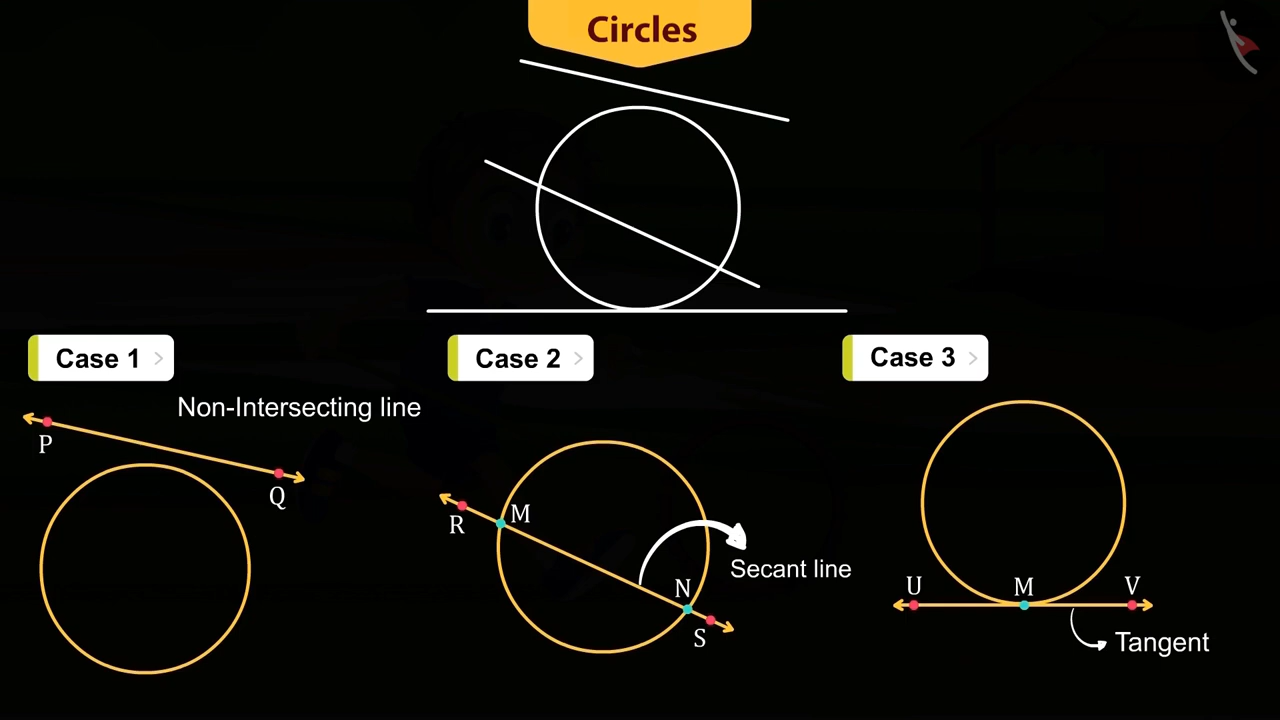 Circles
Case 1
Case 2
Case 3
Non-Intersecting line
P
Q
R
M
N
S
Secant line
U
M
V
Tangent